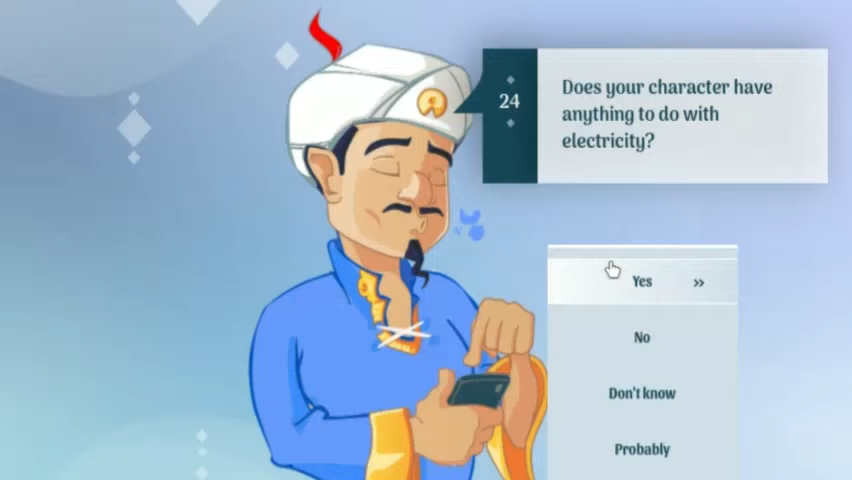 24
Does your character have
anything to do with
electricity?
Yes
No
Don't know
Probably